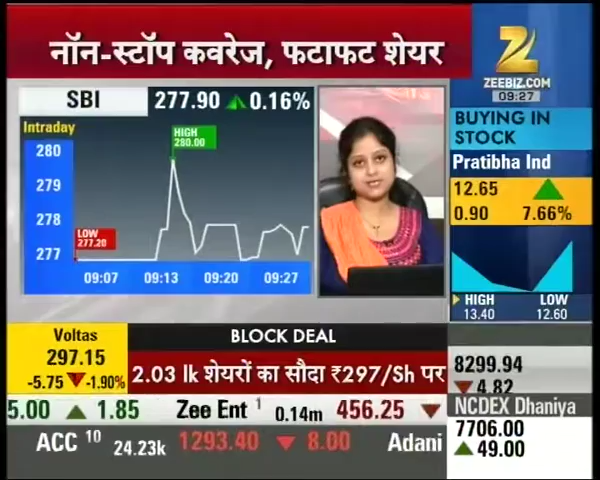 नॉन-स्टॉप कवरेज, फटाफट शेयर
ZEEBIZ.COM
09:27
SBI 277.90 0.16%
Intraday
280
279
278
277
HIGH
280.00
LOW
277.20
09:07 09:13 09:20 09:27
BUYING IN
STOCK
Pratibha Ind
12.65
0.90 7.66%
HIGH LOW
13.40 12.60
Voltas
297.15
-5.75 -1.90%
BLOCK DEAL
2.03 lk शेयरों का सौदा ₹297/Sh पर
8299.94
4.82
NCDEX Dhaniya
7706.00
49.00
5.00 1.85 Zee Ent 1 0.14m 456.25
ACC 10 24.23k 1293.40 8.00 Adani